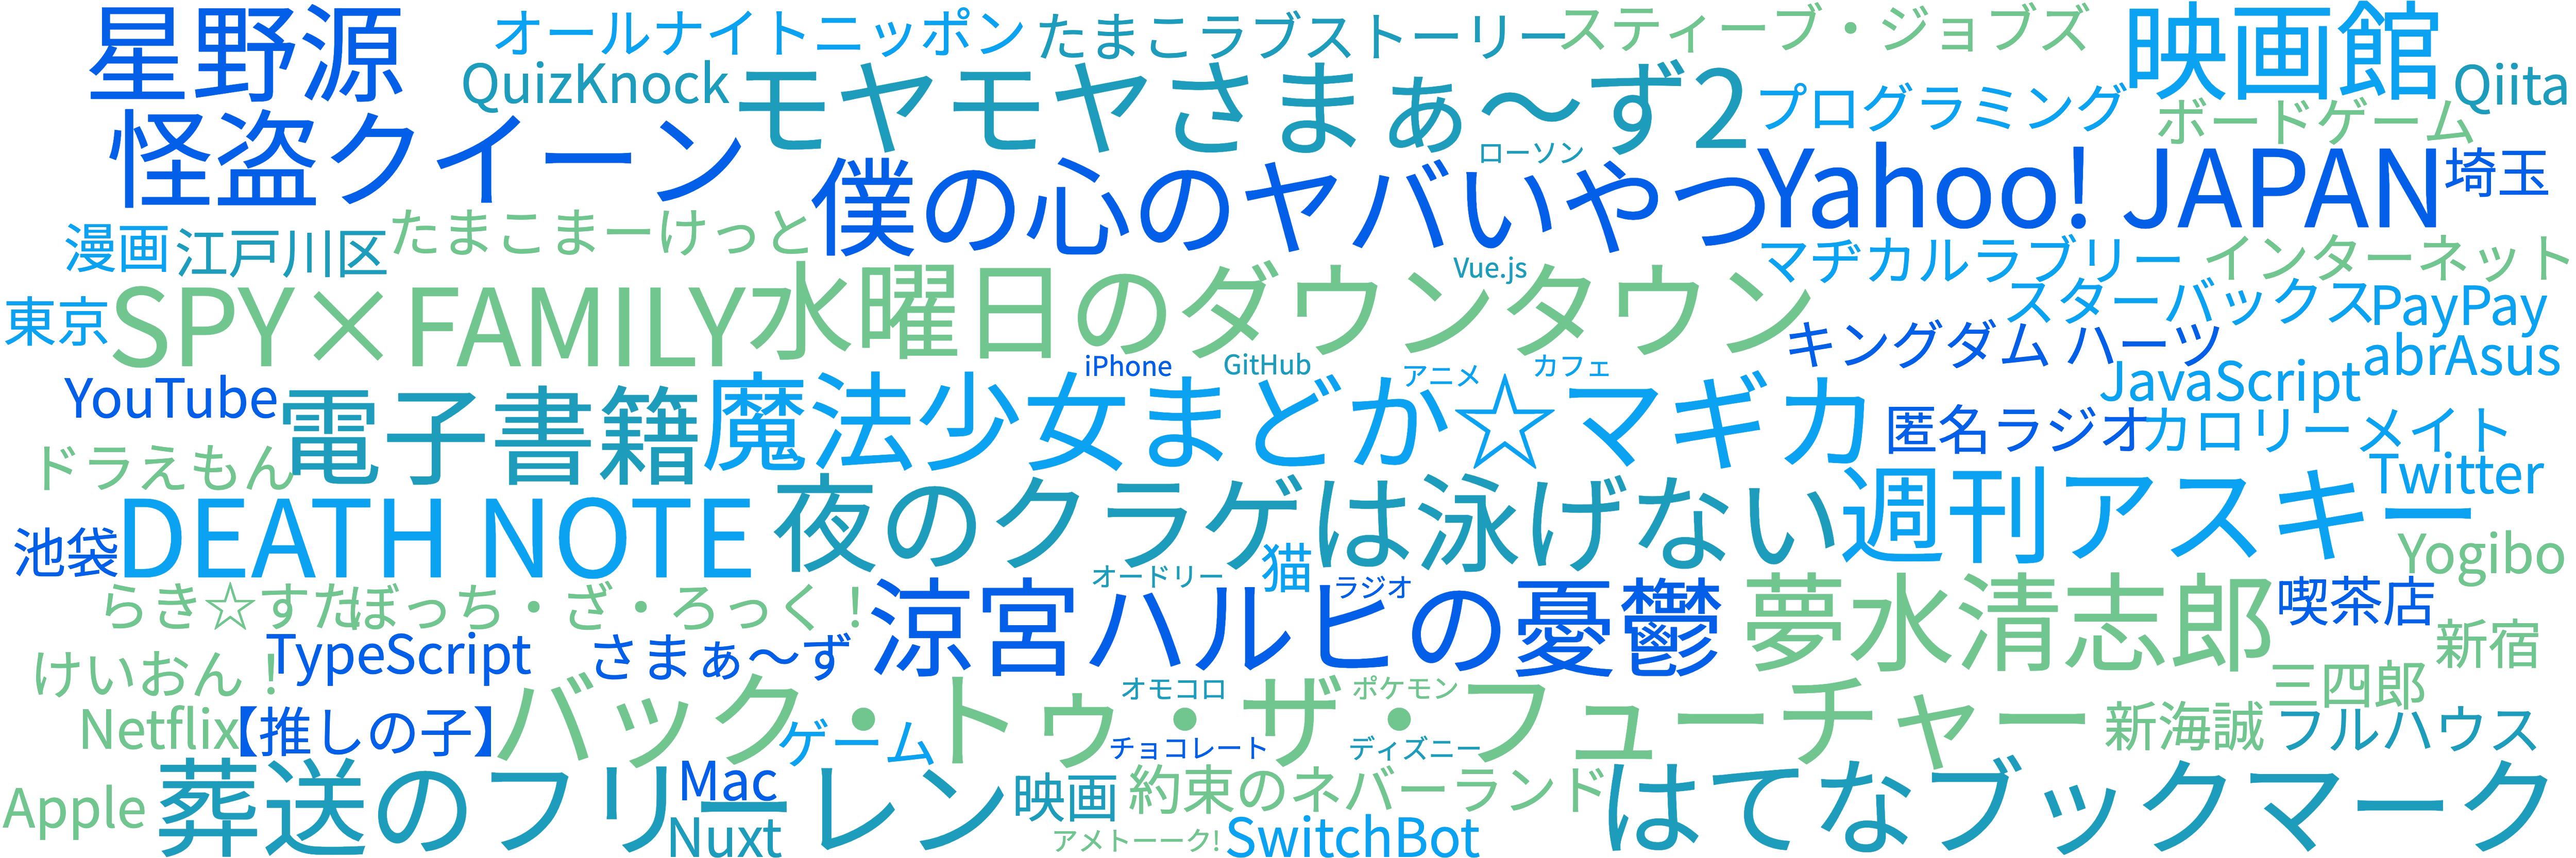 星野源
オールナイトニッポン
たまこラブストーリー
スティーブ・ジョブズ
映画館
QuizKnock
モヤモヤさまぁ〜ず2
プログラミング
Qiita
ボードゲーム
怪盗クイーン
ローソン
僕の心のヤバいやつ
Yahoo! JAPAN
埼玉
漫画
江戸川区
たまこまーけっと
Vue.js
マヂカルラブリー
インターネット
東京
SPY×FAMILY
水曜日のダウンタウン
スターバックス
PayPay
キングダム ハーツ
abrAsus
iPhone
GitHub
アニメ
カフェ
JavaScript
YouTube
電子書籍
魔法少女まどか☆マギカ
匿名ラジオ
カロリーメイト
ドラえもん
Twitter
DEATH NOTE
夜のクラゲは泳げない
週刊アスキー
池袋
猫
Yogibo
オードリー
ラジオ
らき☆すた
ぼっち・ざ・ろっく！
涼宮ハルヒの憂鬱
夢水清志郎
喫茶店
新宿
けいおん！
TypeScript
さまぁ〜ず
オモコロ
ポケモン
三四郎
Netflix
【推しの子】
バック・トゥ・ザ・フューチャー
ゲーム
チョコレート
ディズニー
新海誠
フルハウス
Apple
葬送のフリーレン
Mac
Nuxt
映画
約束のネバーランド
アメトーーク!
SwitchBot
はてなブックマーク